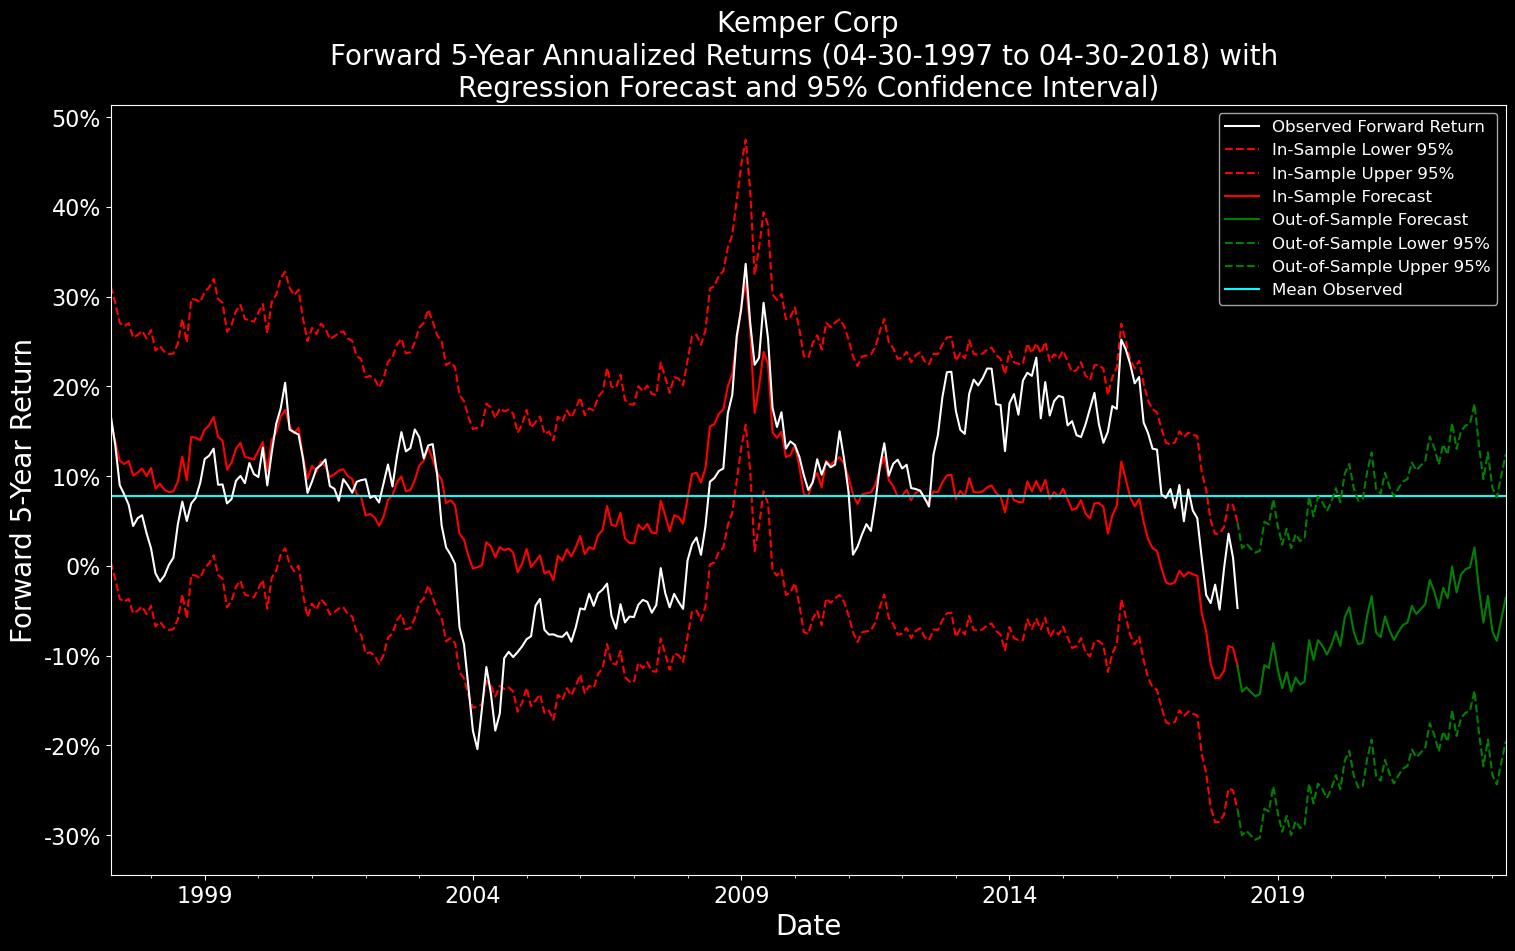 Kemper Corp
Forward 5-Year Annualized Returns (04-30-1997 to 04-30-2018) with
Regression Forecast and 95% Confidence Interval)
Forward 5-Year Return
50%
40%
30%
20%
10%
0%
-10%
-20%
-30%
Observed Forward Return
In-Sample Lower 95%
In-Sample Upper 95%
In-Sample Forecast
Out-of-Sample Forecast
Out-of-Sample Lower 95%
Out-of-Sample Upper 95%
Mean Observed
1999 2004 2009 2014 2019
Date